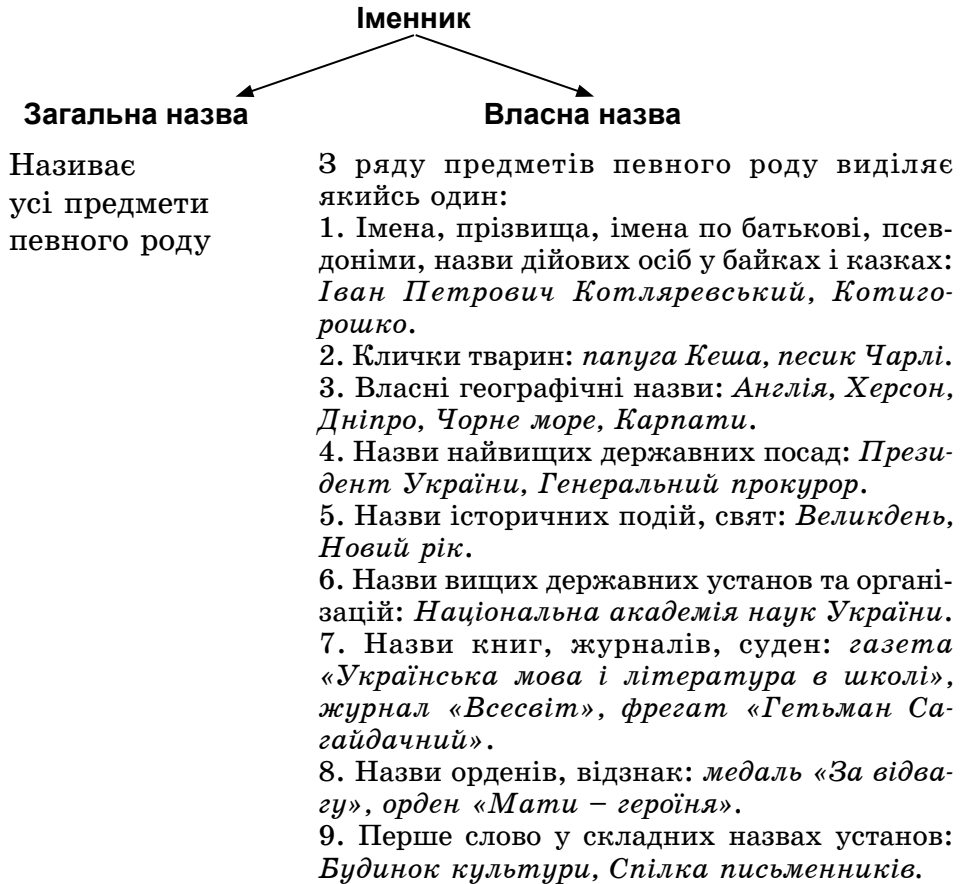 Іменник
Загальна назва
Власна назва
Називає
усі предмети
певного роду
З ряду предметів певного роду виділяє
якийсь один:
1. Імена, прізвища, імена по батькові, псев-
доніми, назви дійових осіб у байках і казках:
Іван Петрович Котляревський, Котиго-
рошко.
2. Клички тварин: папуга Кеша, песик Чарлі.
3. Власні географічні назви: Англія, Херсон,
Дніпро, Чорне море, Карпати.
4. Назви найвищих державних посад: Прези-
дент України, Генеральний прокурор.
5. Назви історичних подій, свят: Великдень,
Новий рік.
6. Назви вищих державних установ та органі-
зацій: Національна академія наук України.
7. Назви книг, журналів, суден: газета
«Українська мова і література в школі»,
журнал «Всесвіт», фрегат «Гетьман Са-
гайдачний».
8. Назви орденів, відзнак: медаль «За відва-
гу», орден «Мати – героїня».
9. Перше слово у складних назвах установ:
Будинок культури, Спілка письменників.